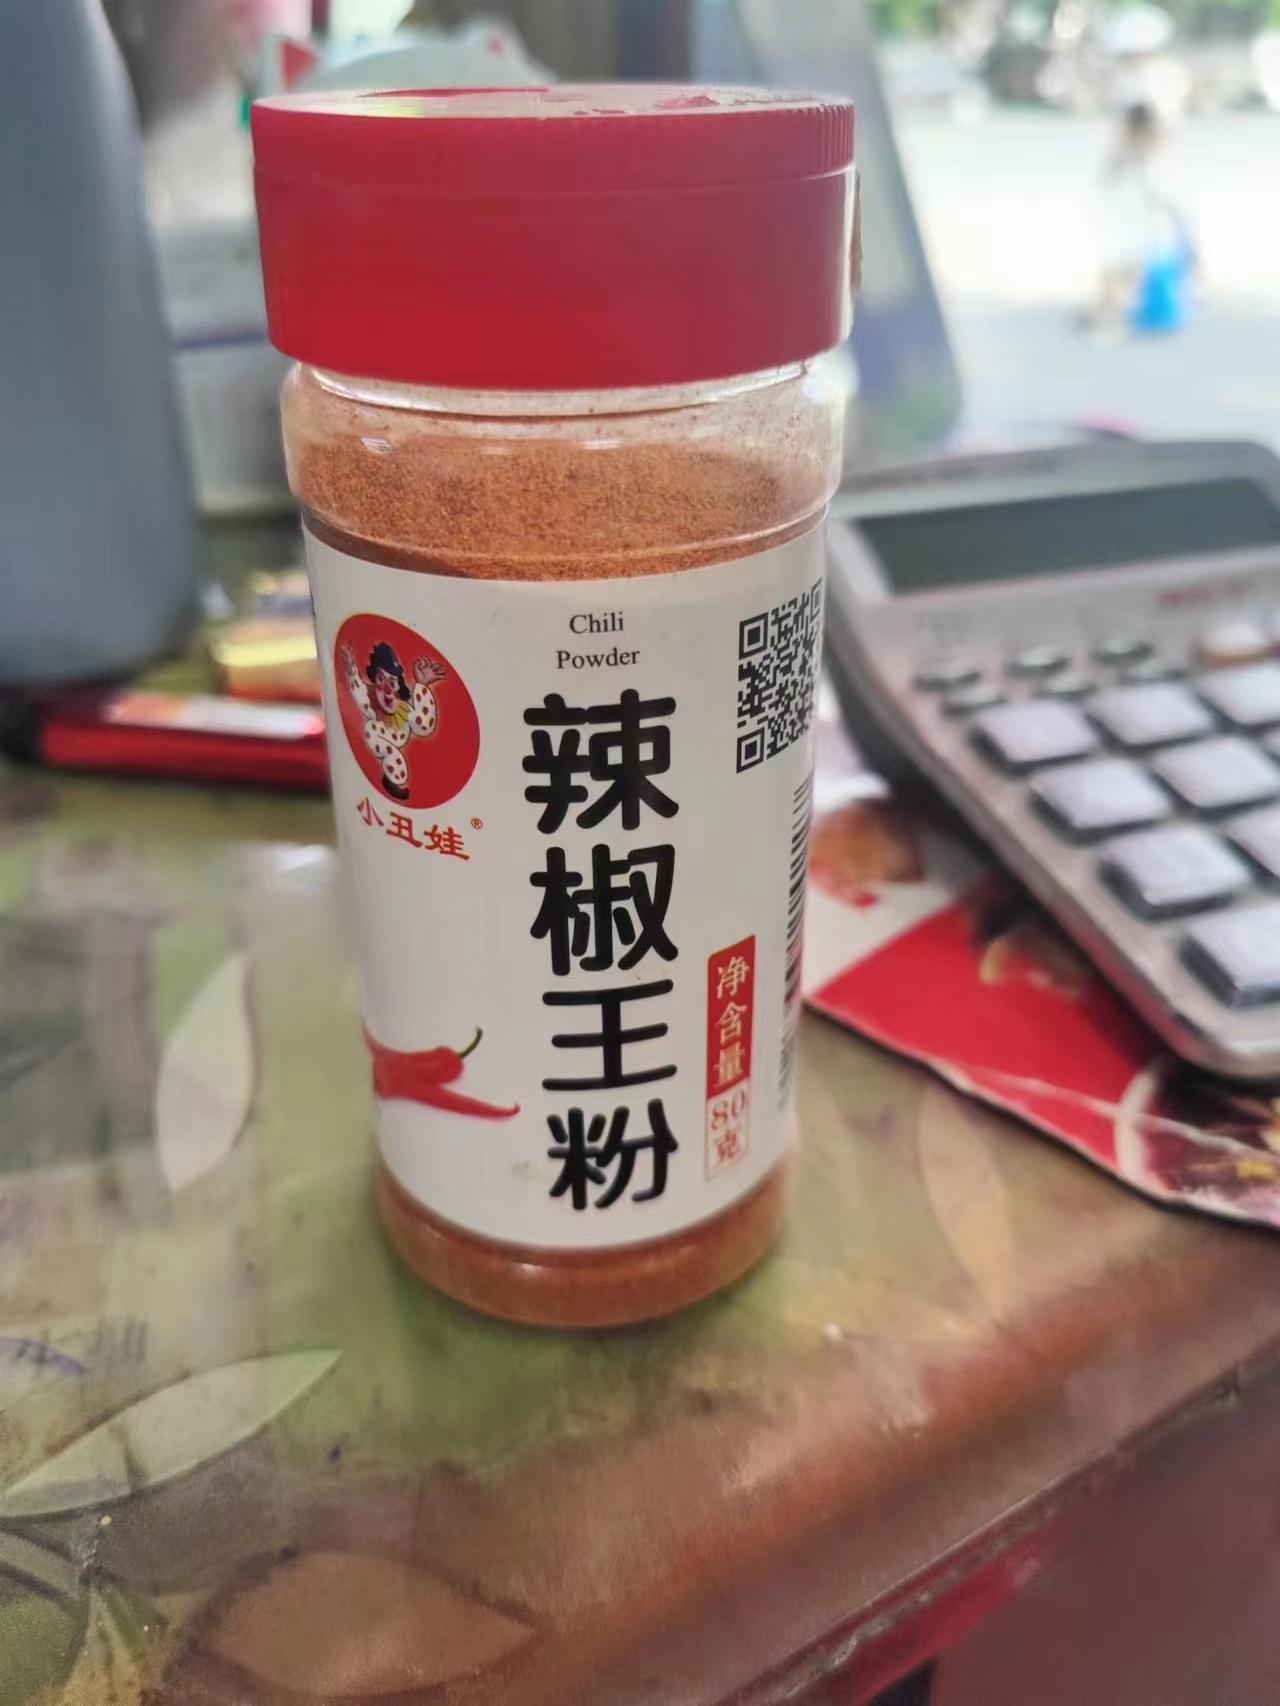 Chili
Powder
小丑娃®
辣椒王粉
净含量
80克